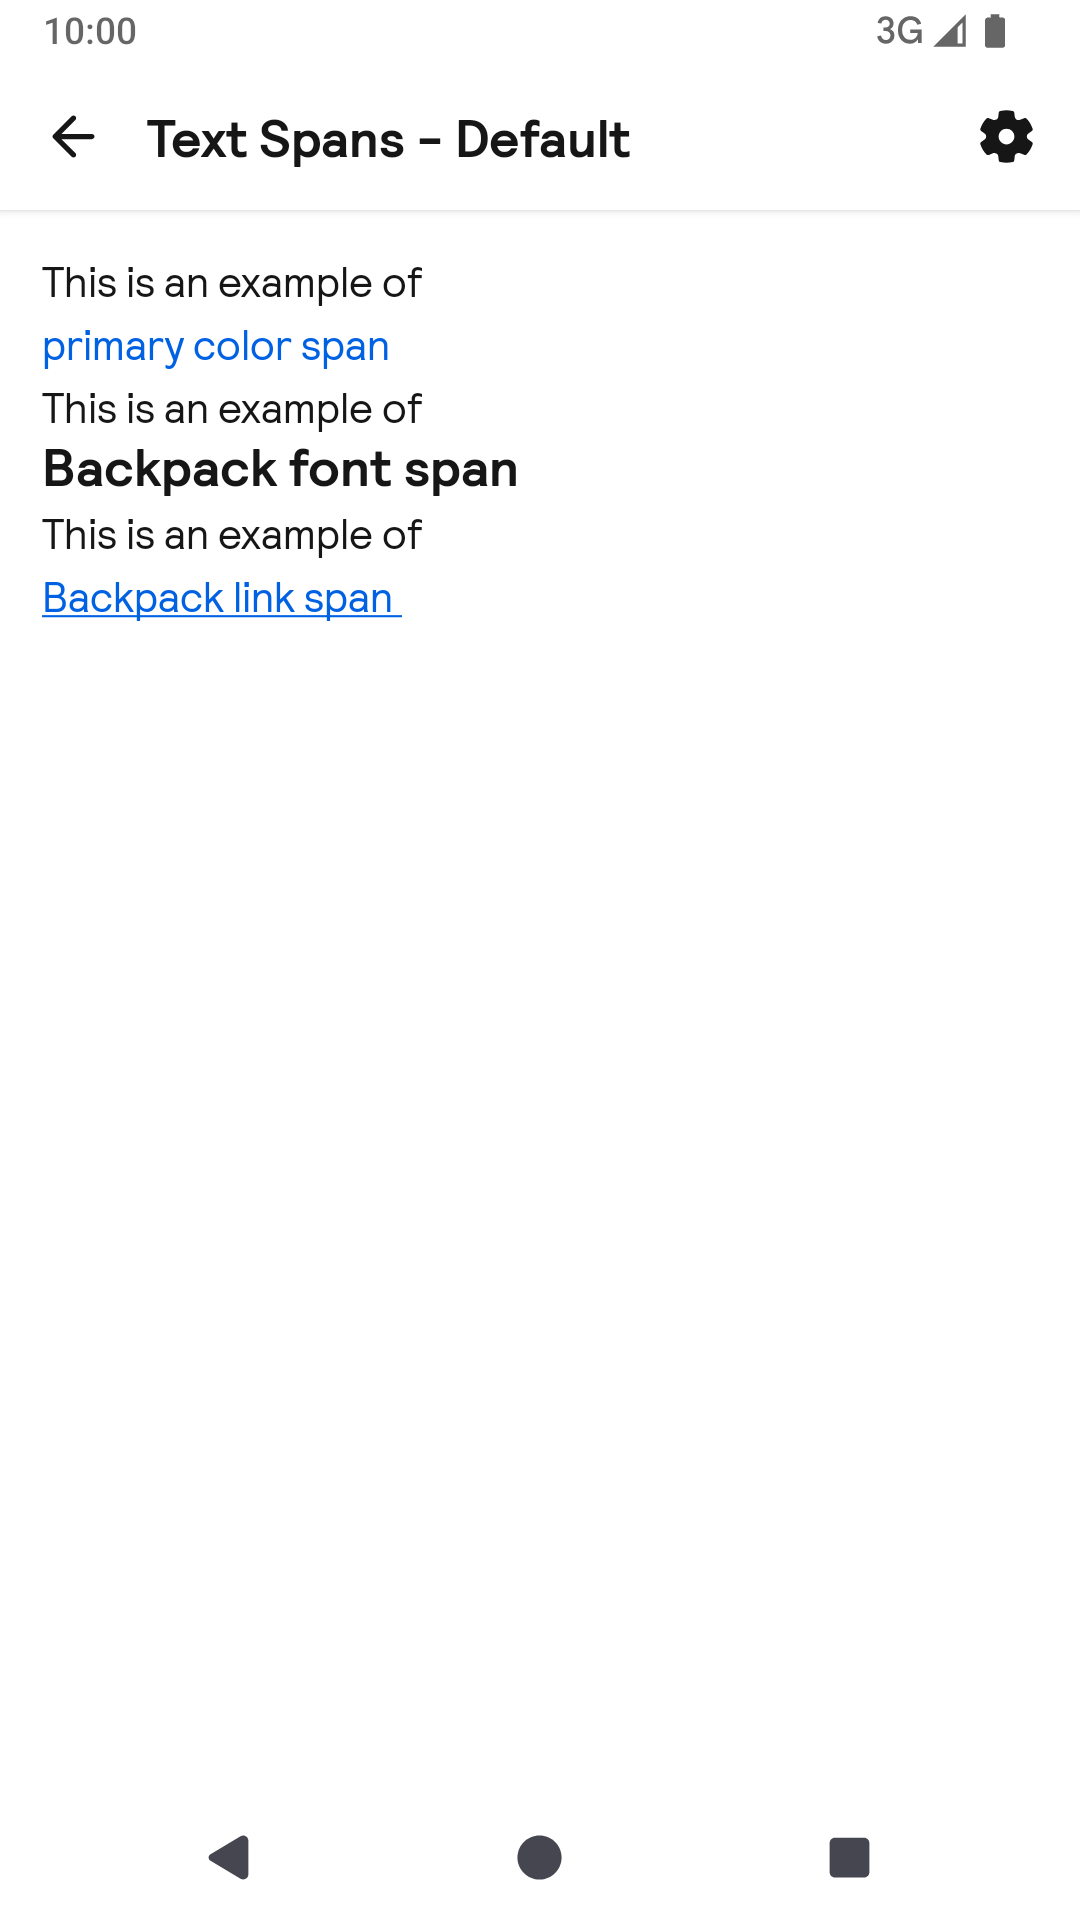 10:00
3G
Text Spans - Default
This is an example of
primary color span
This is an example of
Backpack font span
This is an example of
Backpack link span